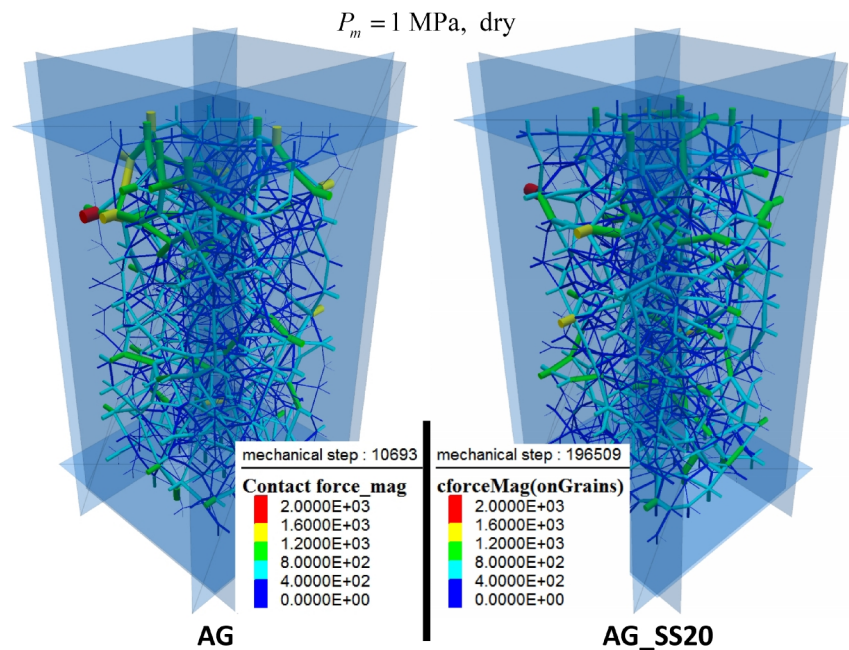 P_m = 1 MPa, dry
mechanical step : 10693
Contact force_mag
2.0000E+03
1.6000E+03
1.2000E+03
8.0000E+02
4.0000E+02
0.0000E+00
AG
mechanical step : 196509
cforceMag(onGrains)
2.0000E+03
1.6000E+03
1.2000E+03
8.0000E+02
4.0000E+02
0.0000E+00
AG_SS20